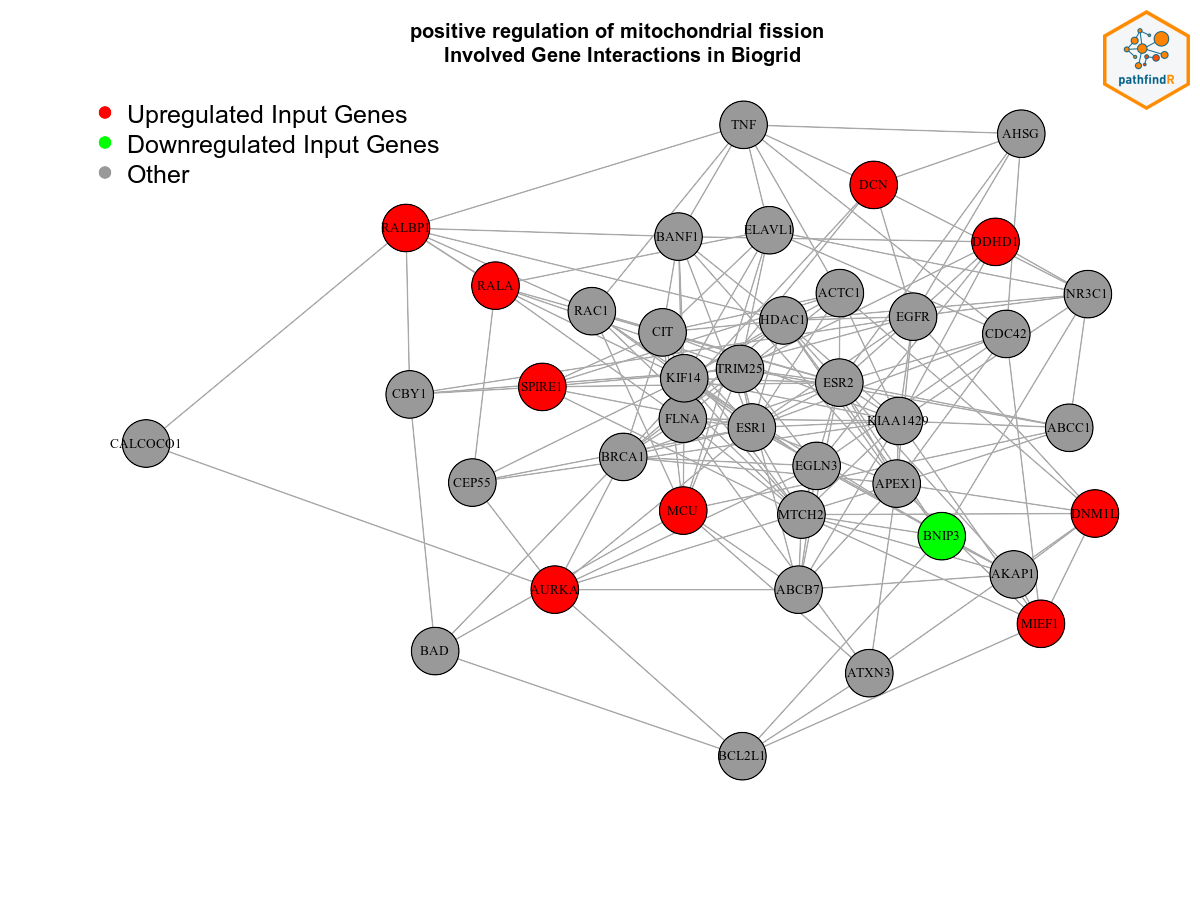 positive regulation of mitochondrial fission
Involved Gene Interactions in Biogrid
pathfindR
Upregulated Input Genes
Downregulated Input Genes
Other
TNF
AHSG
DCN
RALBP1
BANF1
ELAVL1
DDHD1
RALA
RAC1
ACTC1
NR3C1
CIT
HDAC1
EGFR
CDC42
KIF14
TRIM25
ESR2
CBY1
SPIRE1
FLNA
ESR1
KIAA1429
ABCC1
CALCOCO1
BRCA1
EGLN3
CEP55
APEX1
MCU
MTCH2
DNM1L
BNIP3
AURKA
ABCB7
AKAP1
MIEF1
BAD
ATXN3
BCL2L1